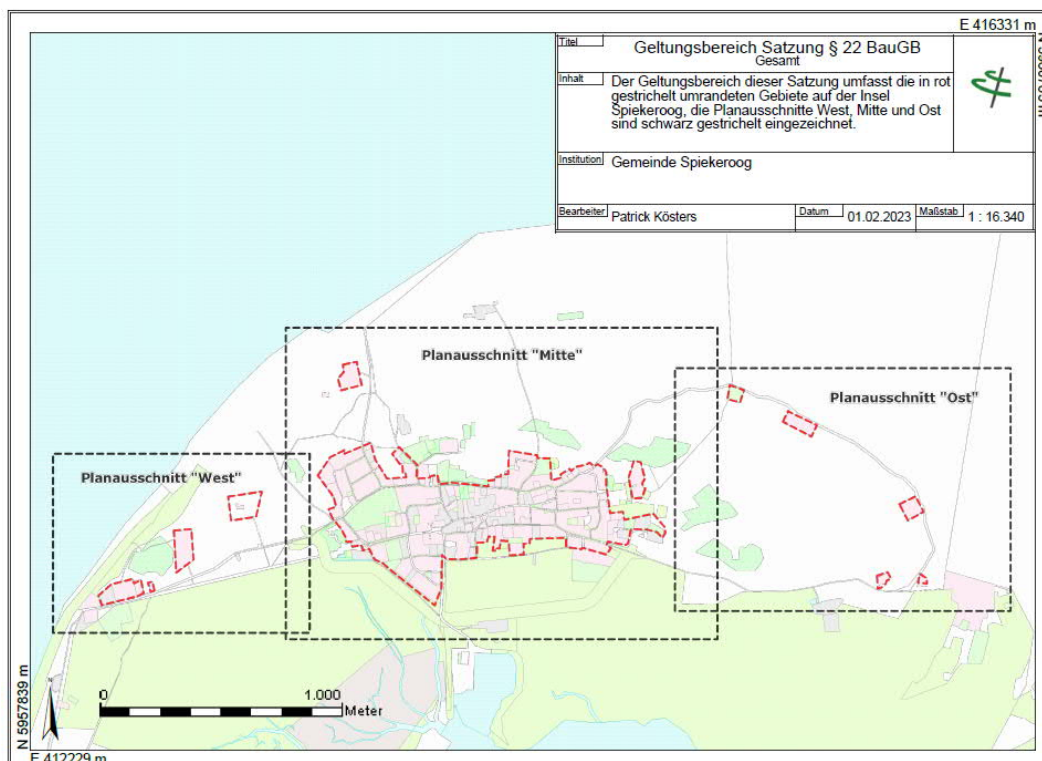 E 416331 m
Titel
Geltungsbereich Satzung § 22 BauGB
Gesamt
Inhalt
Der Geltungsbereich dieser Satzung umfasst die in rot
gestrichelt umrandeten Gebiete auf der Insel
Spiekeroog, die Planausschnitte West, Mitte und Ost
sind schwarz gestrichelt eingezeichnet.
Institution
Gemeinde Spiekeroog
Bearbeiter
Patrick Kösters
Datum
01.02.2023
Maßstab
1 : 16.340
Planausschnitt "Mitte"
Planausschnitt "Ost"
Planausschnitt "West"
N 5957839 m
N
0
1.000
Meter
E 412229 m